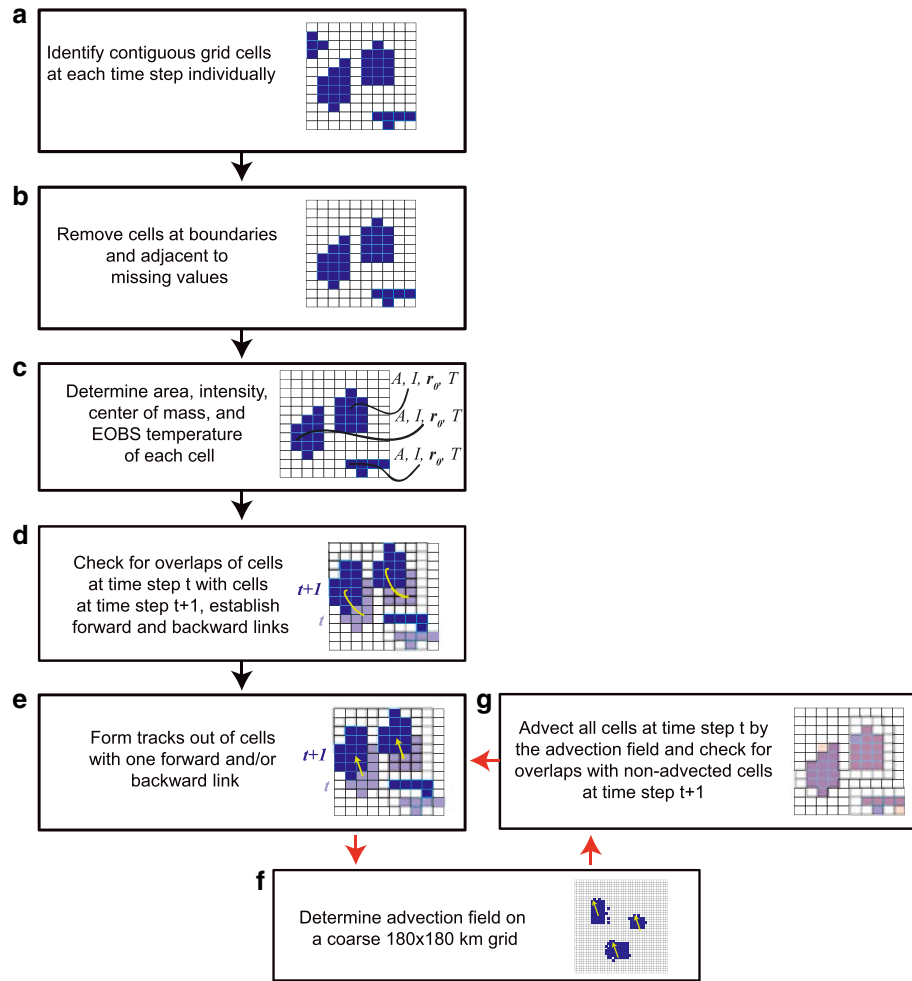 a
Identify contiguous grid cells
at each time step individually
b
Remove cells at boundaries
and adjacent to
missing values
c
Determine area, intensity,
center of mass, and
EOBS temperature
of each cell
A, I, r₀, T
A, I, r₀, T
A, I, r₀, T
d
Check for overlaps of cells
at time step t with cells
at time step t+1, establish
forward and backward links
t+1
t
e
Form tracks out of cells
with one forward and/or
backward link
t+1
t
g
Advect all cells at time step t by
the advection field and check for
overlaps with non-advected cells
at time step t+1
f
Determine advection field on
a coarse 180x180 km grid